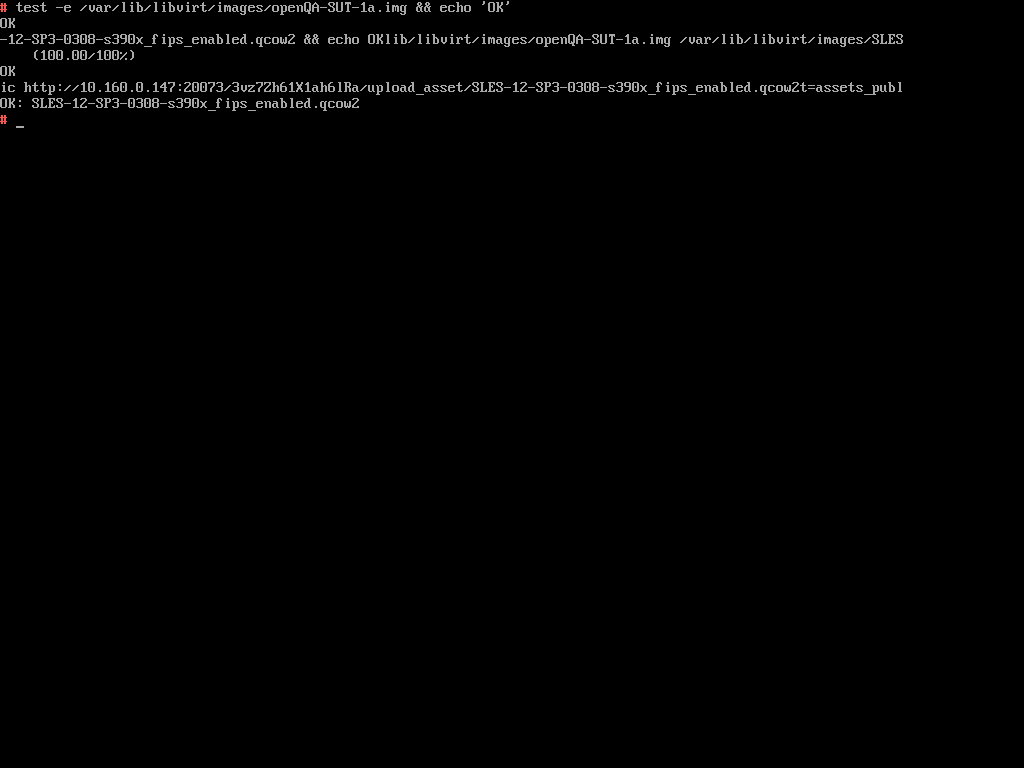 # test -e /var/lib/libvirt/images/openQA-SUT-1a.img && echo 'OK'
OK
-12-SP3-0308-s390x_fips_enabled.qcow2 && echo OKlib/libvirt/images/openQA-SUT-1a.img /var/lib/libvirt/images/SLES
    (100.00/100%)
OK
ic http://10.160.0.147:20073/3vz7Zh61X1ah6lRa/upload_asset/SLES-12-SP3-0308-s390x_fips_enabled.qcow2t=assets_publ
OK: SLES-12-SP3-0308-s390x_fips_enabled.qcow2
# _